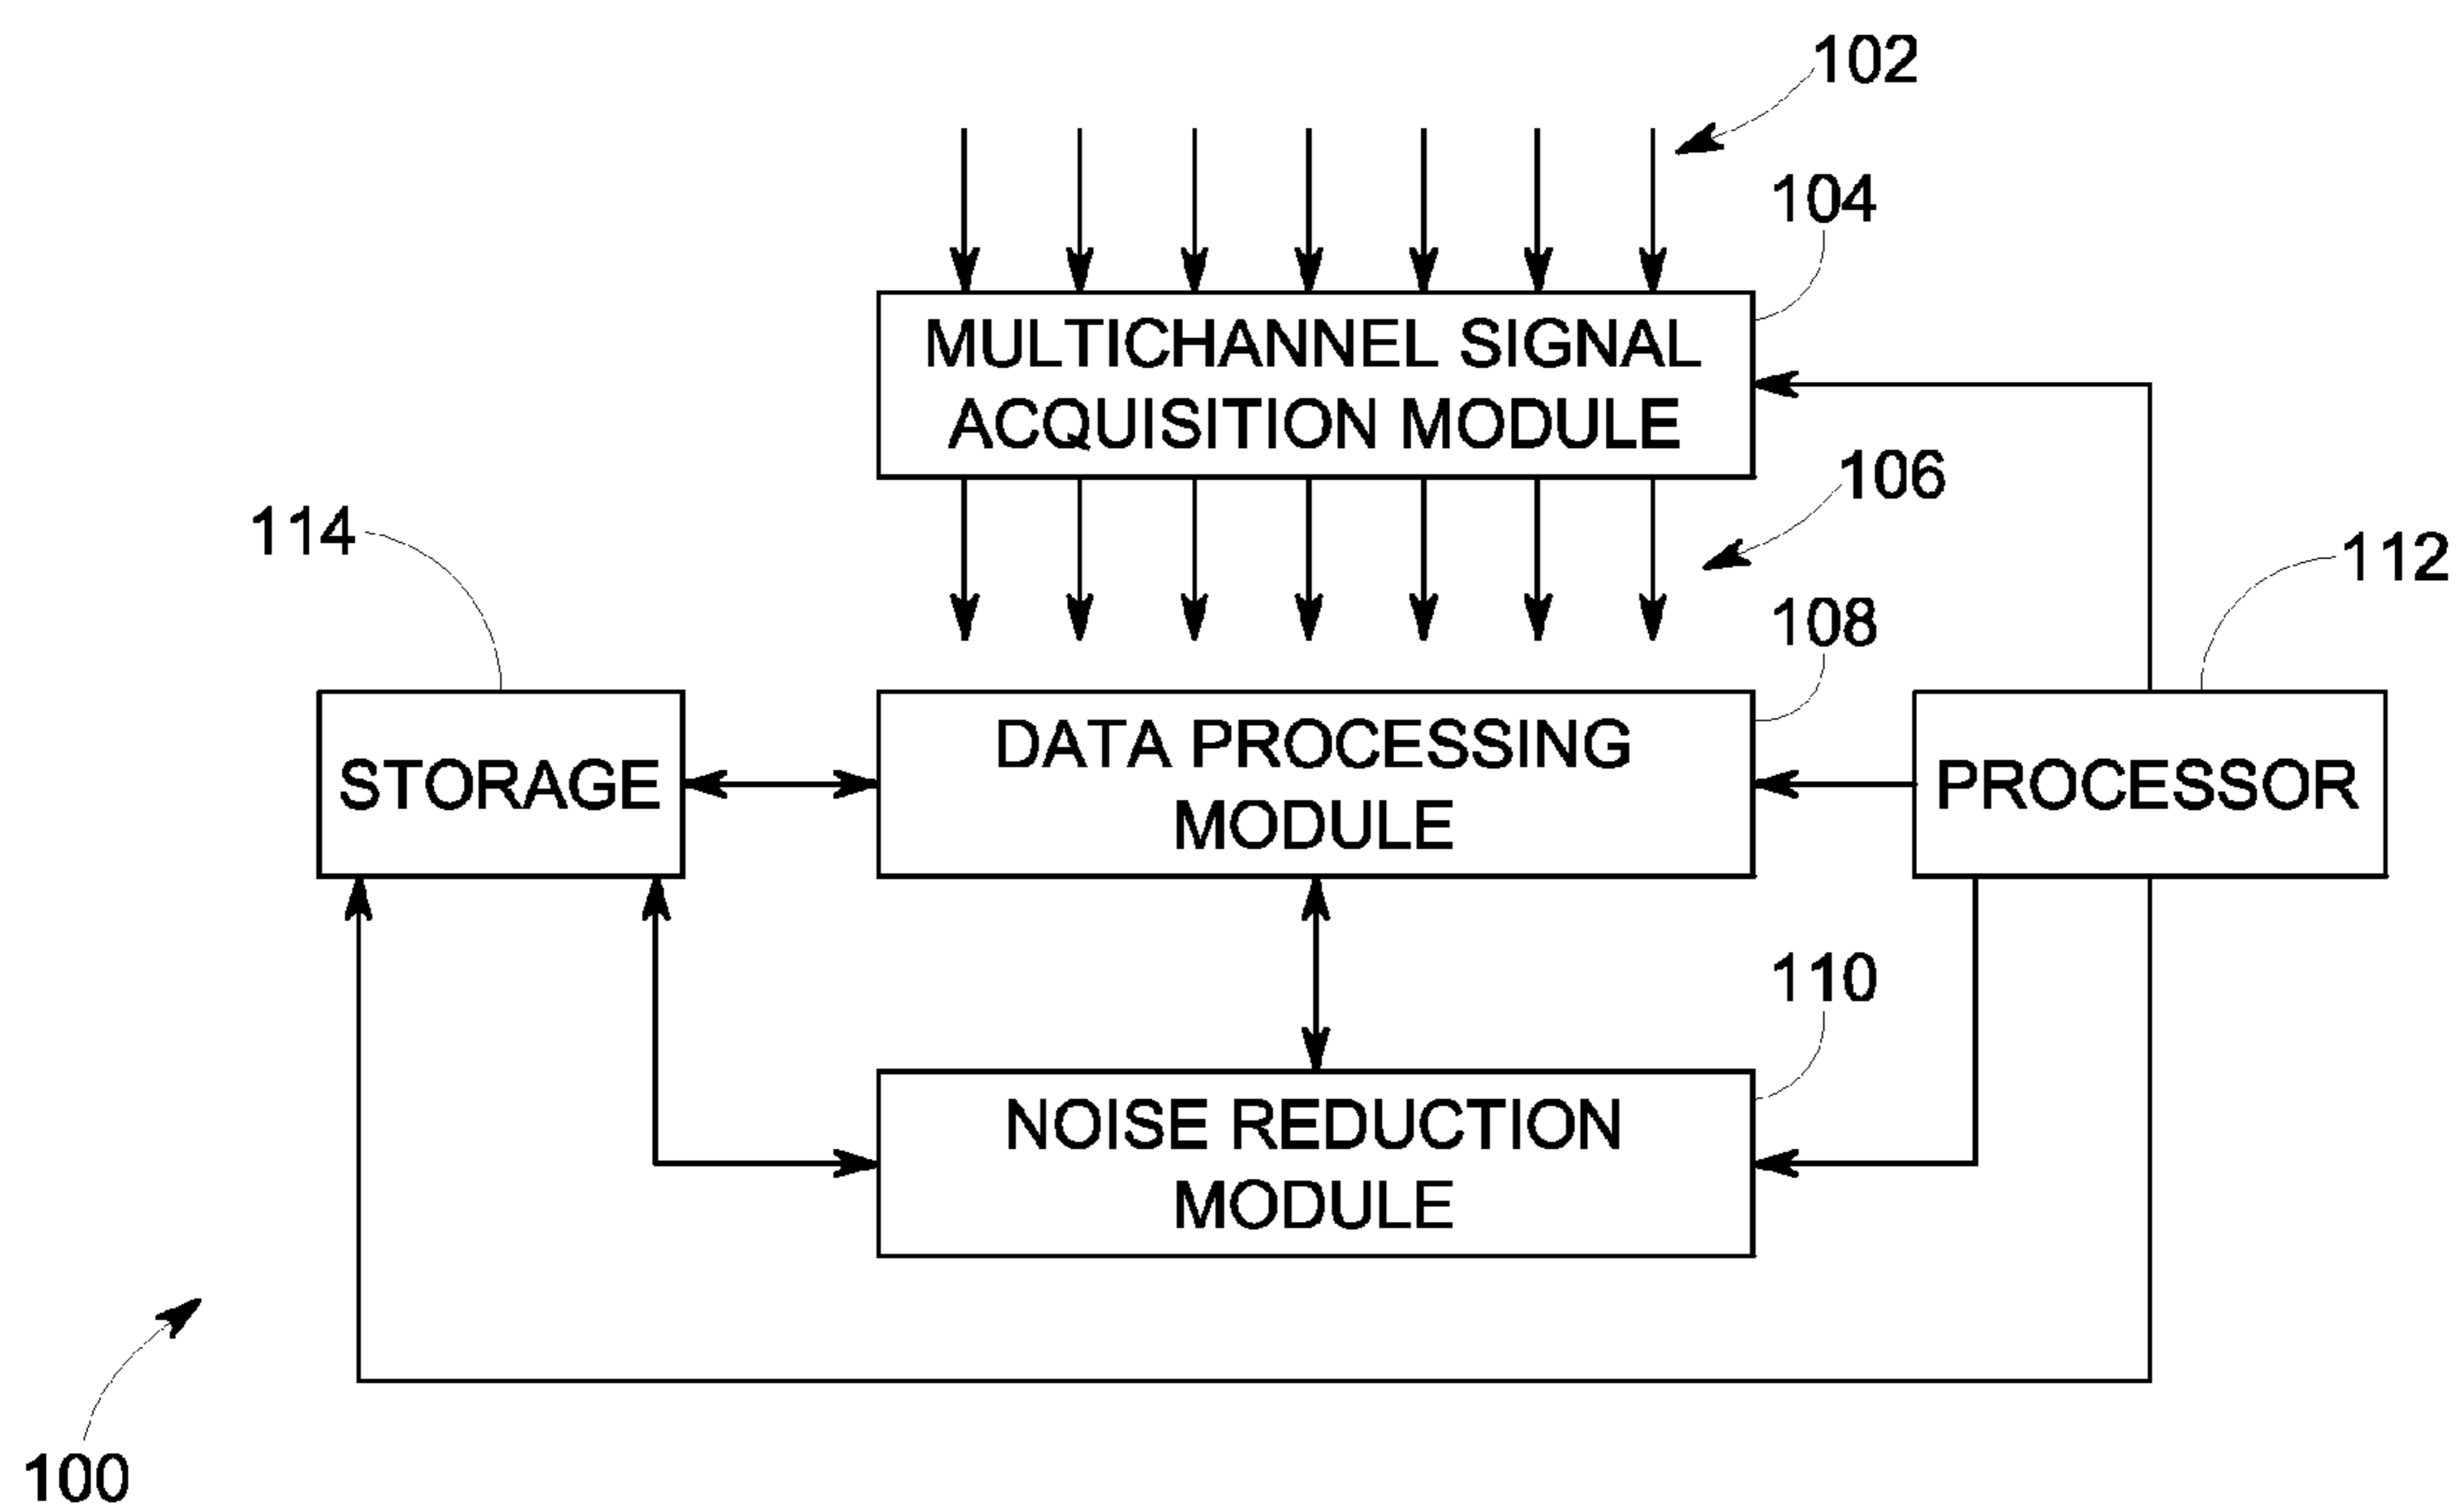 102
104
MULTICHANNEL SIGNAL
ACQUISITION MODULE
106
114
112
108
STORAGE
DATA PROCESSING
MODULE
PROCESSOR
110
NOISE REDUCTION
MODULE
100